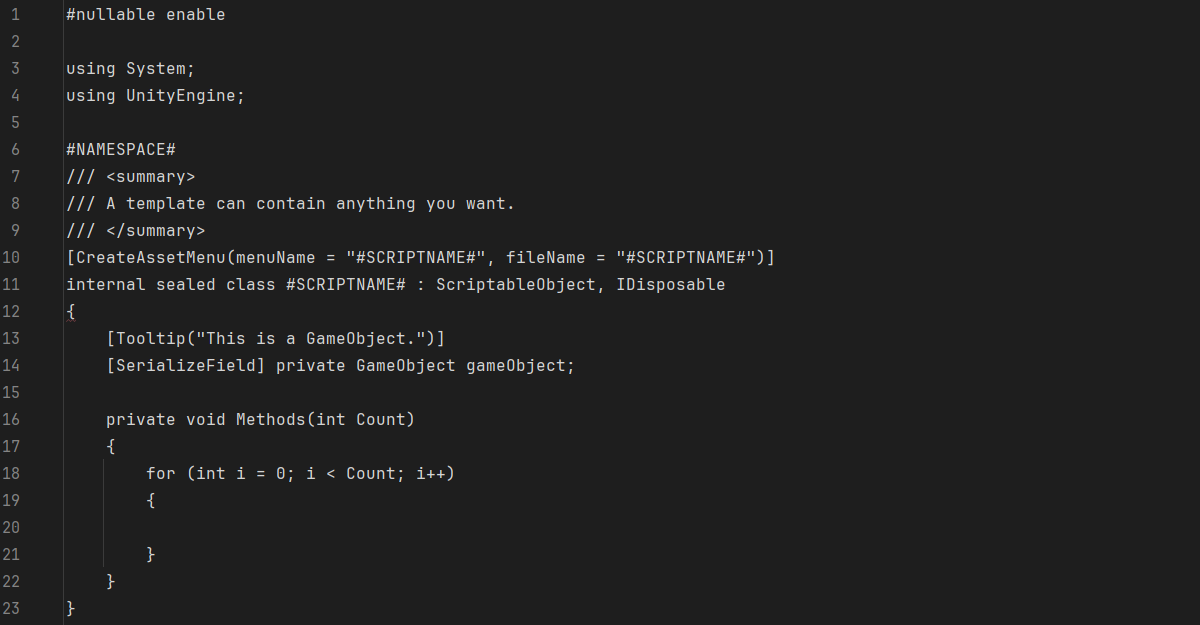 1 #nullable enable
2
3 using System;
4 using UnityEngine;
5
6 #NAMESPACE#
7 /// <summary>
8 /// A template can contain anything you want.
9 /// </summary>
10 [CreateAssetMenu(menuName = "#SCRIPTNAME#", fileName = "#SCRIPTNAME#")]
11 internal sealed class #SCRIPTNAME# : ScriptableObject, IDisposable
12 {
13     [Tooltip("This is a GameObject.")]
14     [SerializeField] private GameObject gameObject;
15
16     private void Methods(int Count)
17     {
18         for (int i = 0; i < Count; i++)
19         {
20
21         }
22     }
23 }